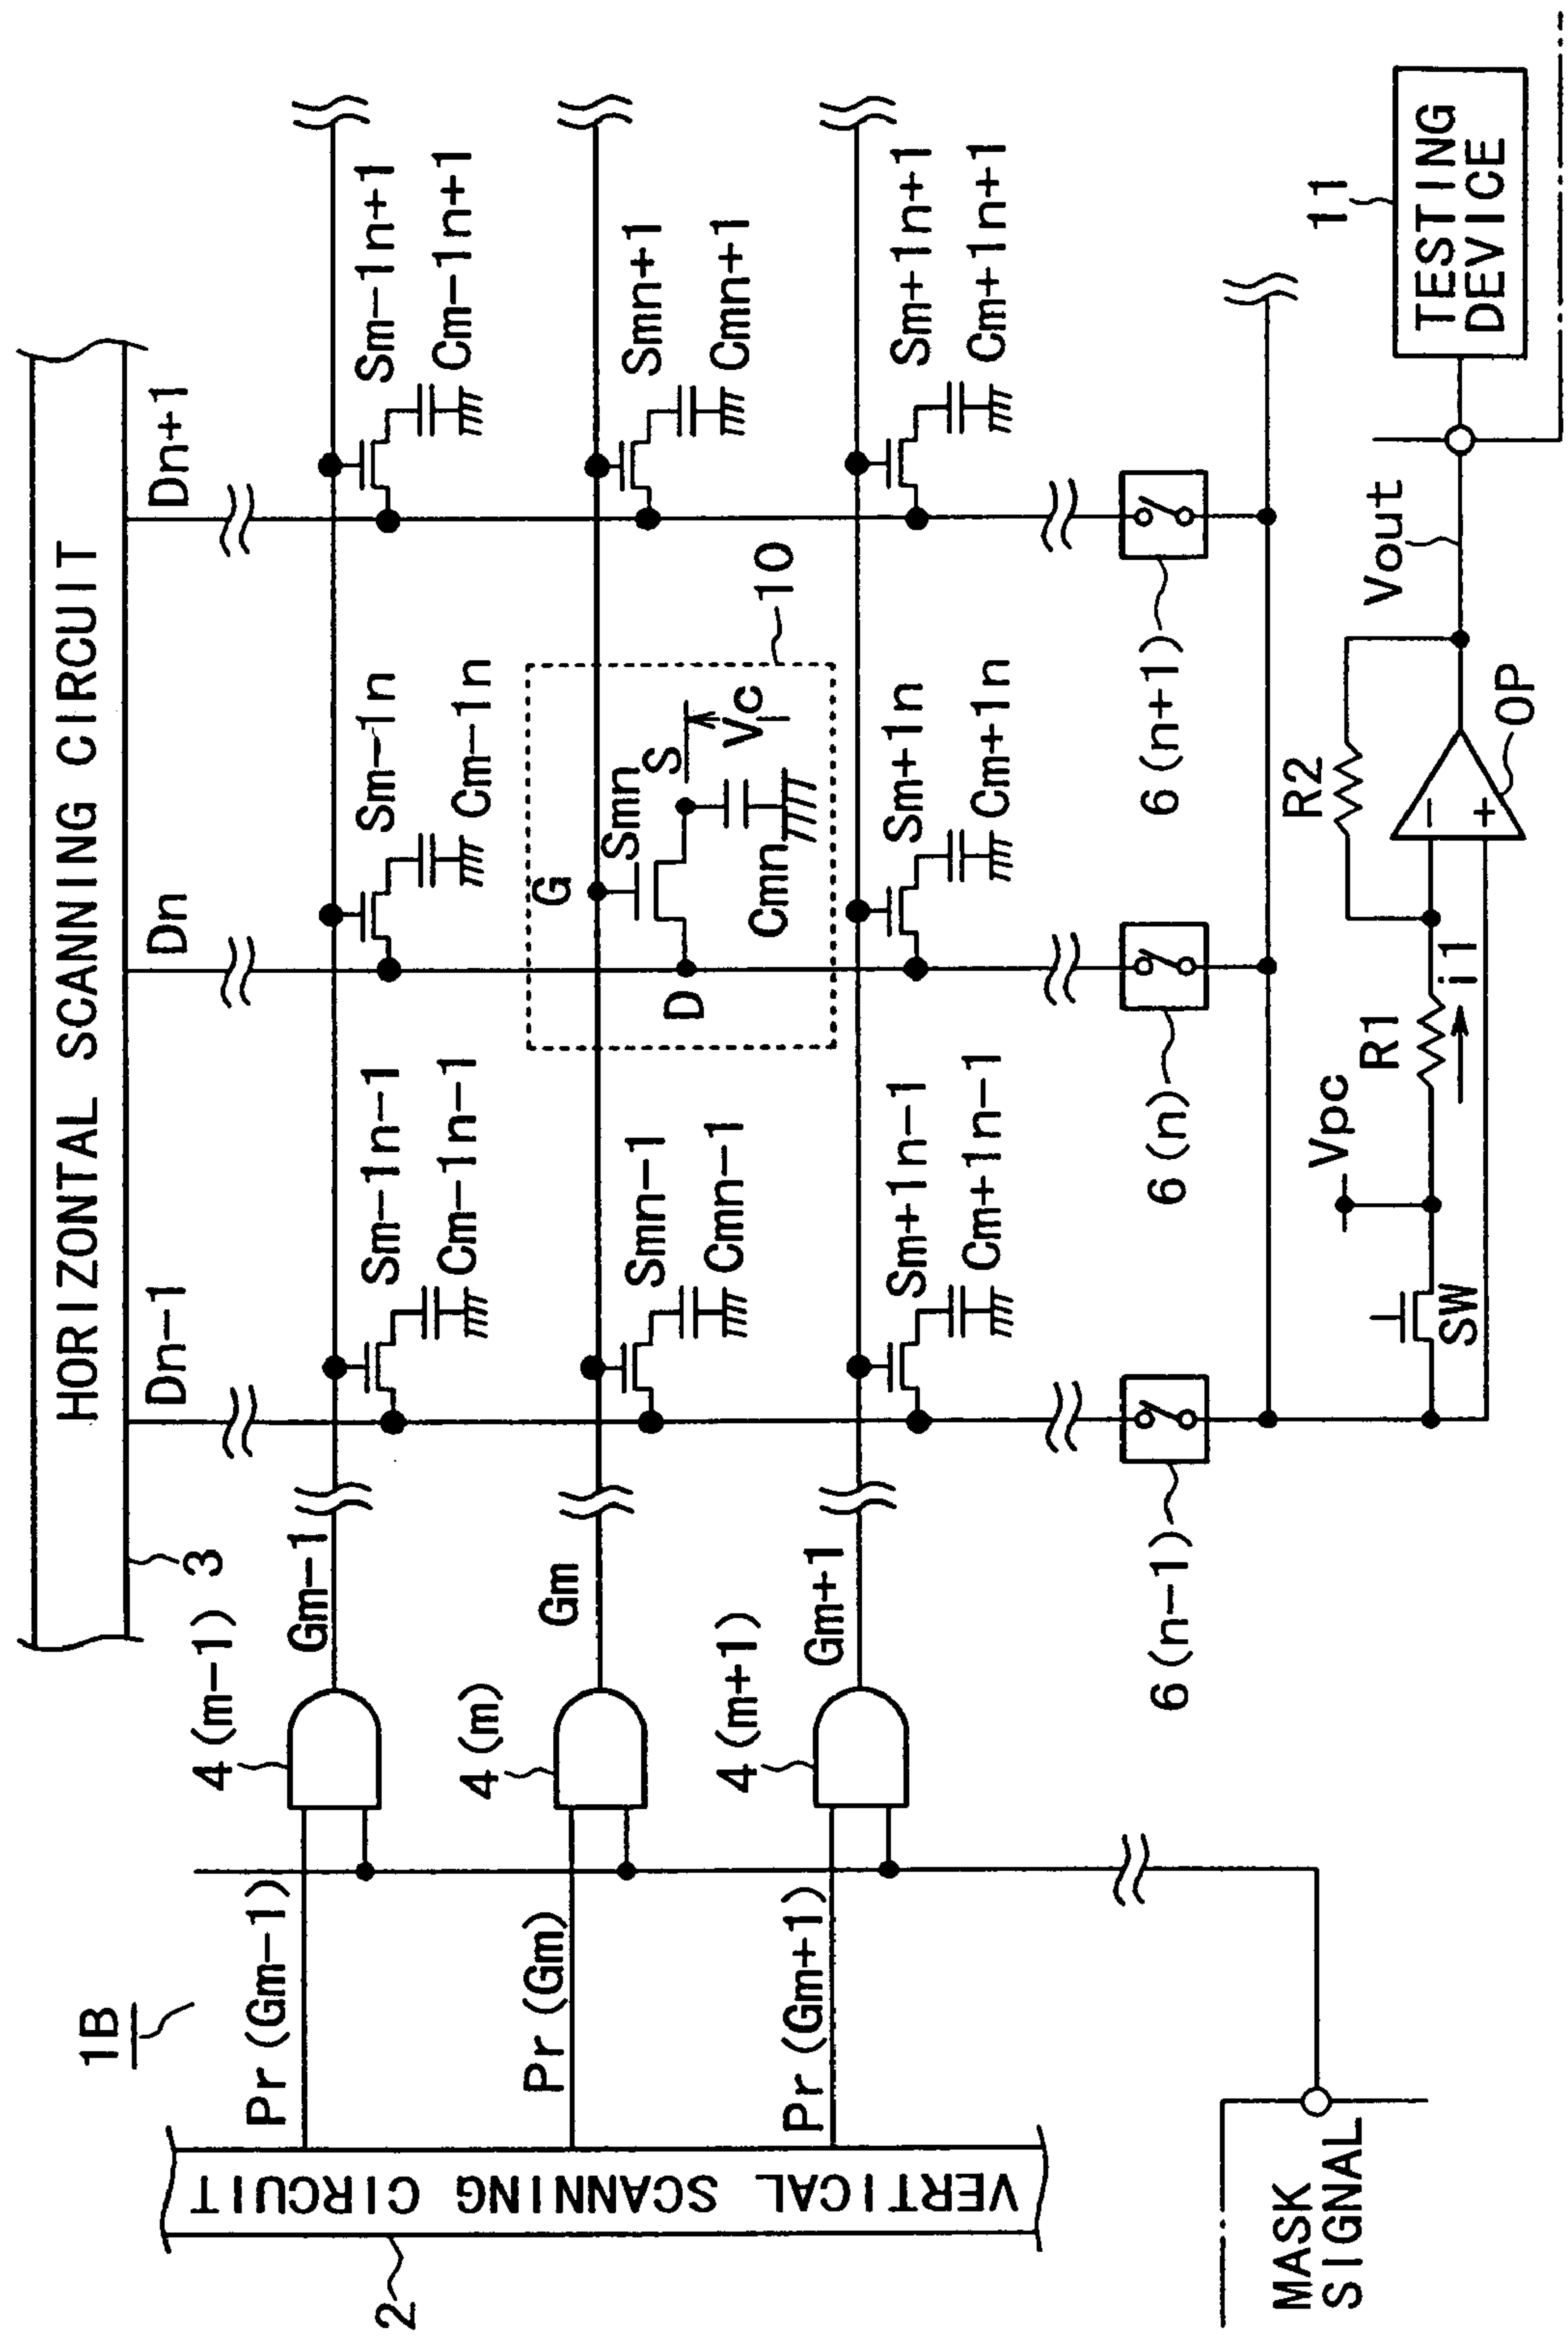 1B
HORIZONTAL SCANNING CIRCUIT
3
Dn-1
Dn
Dn+1
VERTICAL SCANNING CIRCUIT
2
Pr(Gm-1)
4(m-1)
Gm-1
Sm-1n-1
Cm-1n-1
Sm-1n
Cm-1n
Sm-1n+1
Cm-1n+1
Pr(Gm)
4(m)
Gm
Smn-1
Cmn-1
G
Smn
S
D
Cmn
Vc
10
Smn+1
Cmn+1
Pr(Gm+1)
4(m+1)
Gm+1
Sm+1n-1
Cm+1n-1
Sm+1n
Cm+1n
Sm+1n+1
Cm+1n+1
6(n-1)
6(n)
6(n+1)
MASK
SIGNAL
SW
Vpc
R1
i1
R2
-
+
OP
Vout
11
TESTING
DEVICE